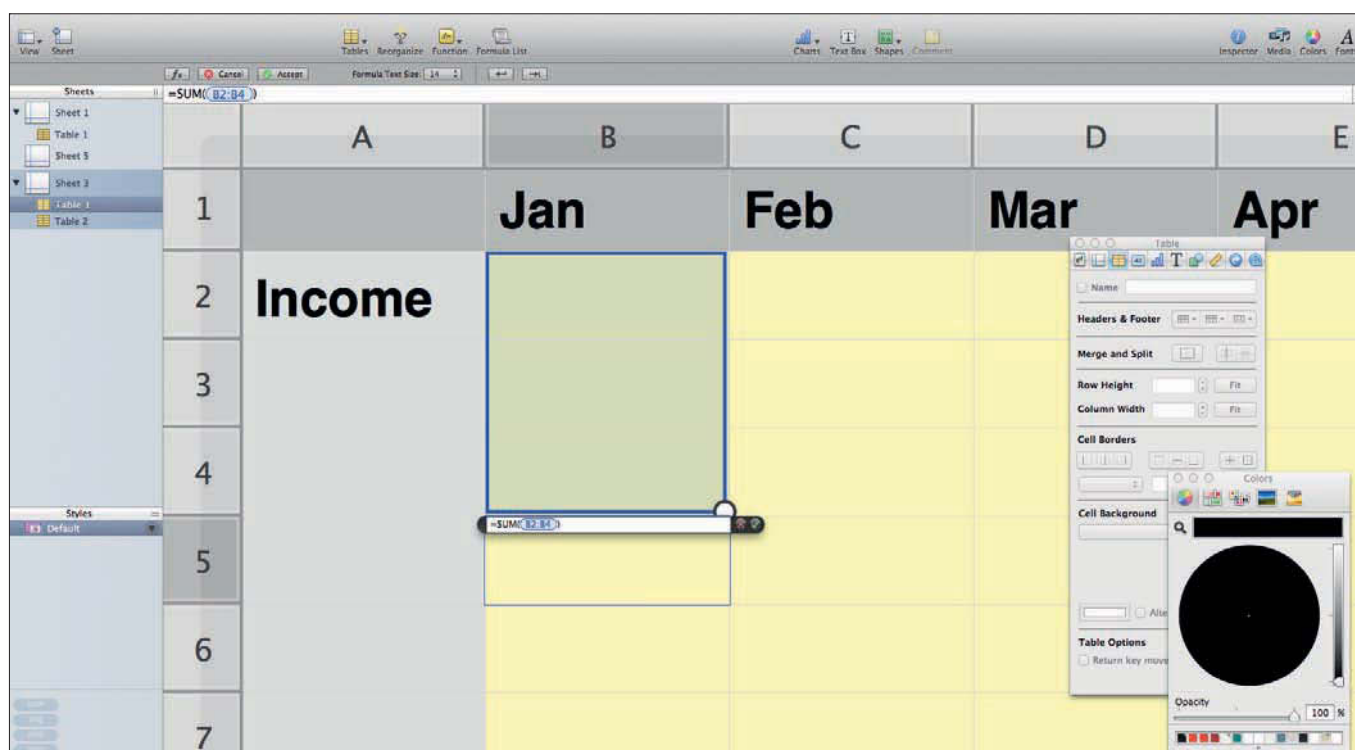 View Sheet Tables Reorganize Function Formula List Charts Text Box Shapes Comment Inspector Media Colors
fx Cancel Accept Formula Text Size: 14
Sheets
=SUM((B2:B4))
Sheet 1
Table 1
Sheet 5
Sheet 3
Table 1
Table 2
Styles
Default
A B C D E
1 Jan Feb Mar Apr
2 Income
3
4
=SUM(B2:B4)
5
6
7
Table
Name
Headers & Footer
Merge and Split
Row Height Fit
Column Width Fit
Cell Borders
Cell Background
Alte
Table Options
Return key move
Colors
Opacity
100 %